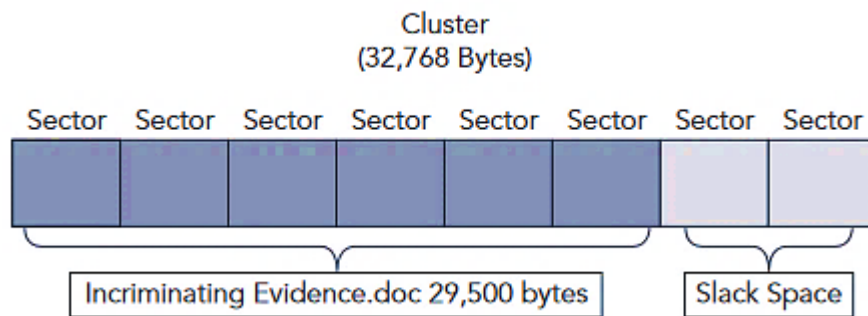 Cluster
(32,768 Bytes)
Sector Sector Sector Sector Sector Sector Sector Sector
Incriminating Evidence.doc 29,500 bytes
Slack Space